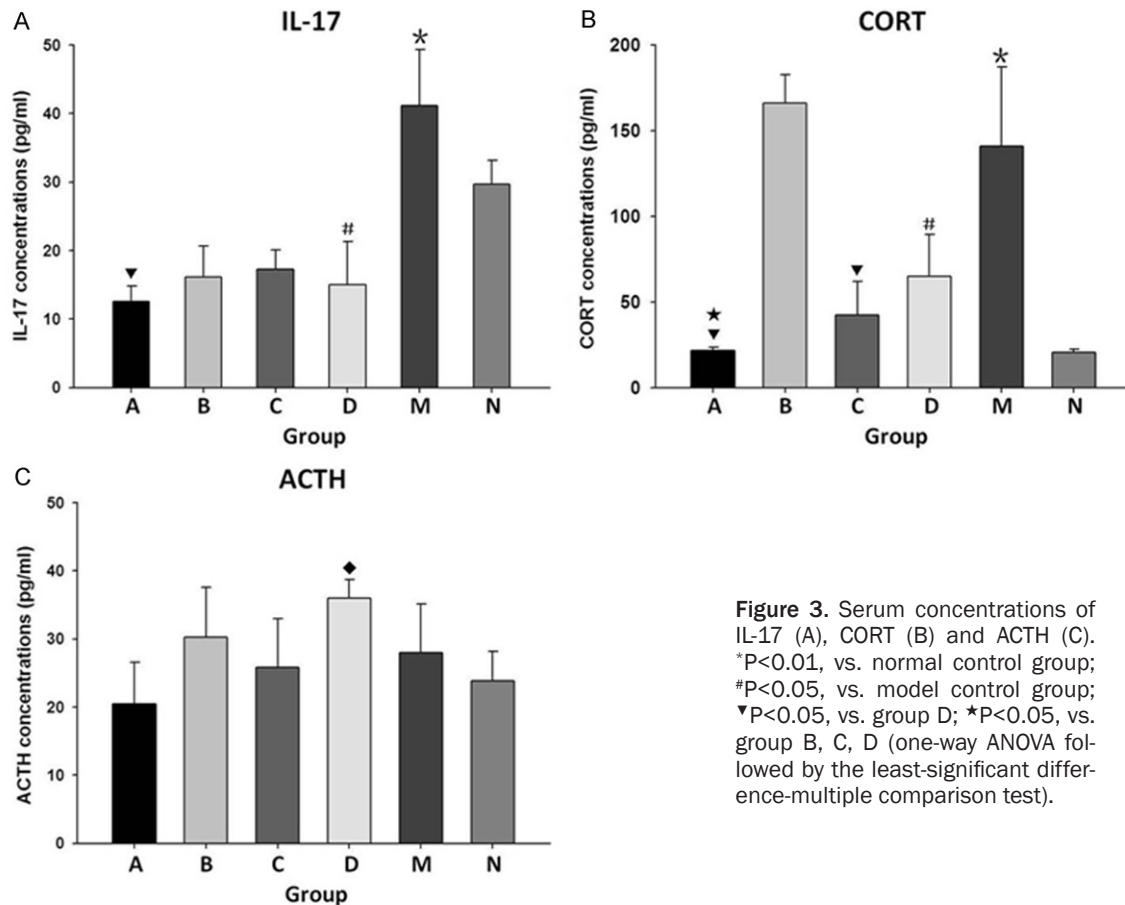 A
IL-17
IL-17 concentrations (pg/ml)
50
40
30
20
10
0
*
▼
#
A B C D M N
Group
B
CORT
CORT concentrations (pg/ml)
200
150
100
50
0
★
▼
▼
#
*
A B C D M N
Group
C
ACTH
ACTH concentrations (pg/ml)
50
40
30
20
10
0
◆
A B C D M N
Group
Figure 3. Serum concentrations of
IL-17 (A), CORT (B) and ACTH (C).
*P<0.01, vs. normal control group;
#P<0.05, vs. model control group;
▼P<0.05, vs. group D; ★P<0.05, vs.
group B, C, D (one-way ANOVA fol-
lowed by the least-significant differ-
ence-multiple comparison test).